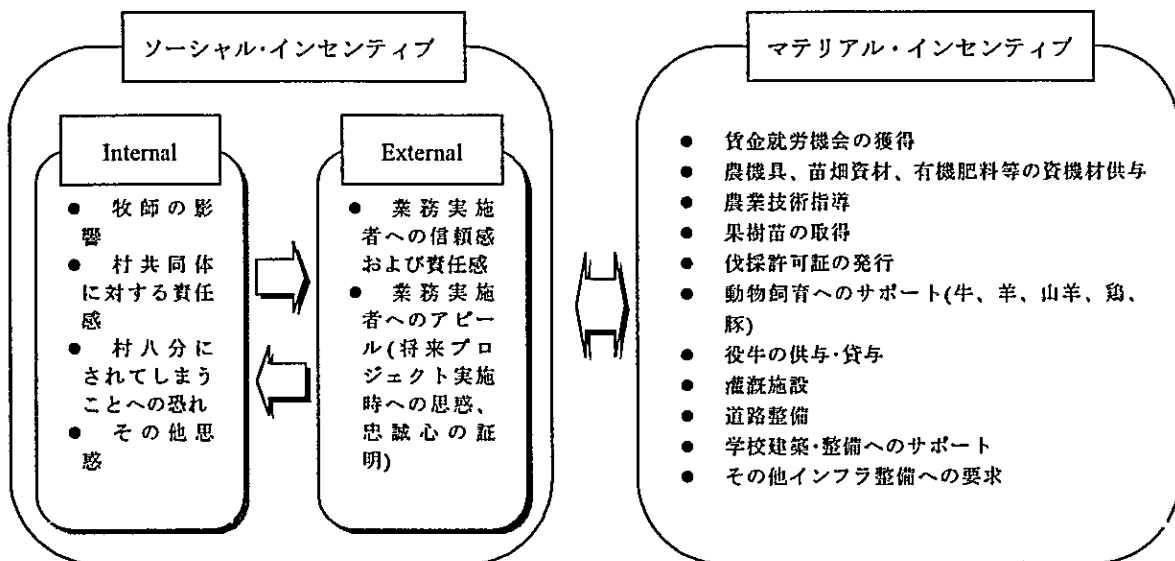 ソーシャル・インセンティブ
Internal
● 牧師の影
響
● 村共同体
に対する責任
感
● 村八分に
されてしまう
ことへの恐れ
● その他思
惑
External
● 業務実施
者への信頼感
および責任感
● 業務実施
者へのアピー
ル(将来プロ
ジェクト実施
時への思惑、
忠誠心の証
明)
マテリアル・インセンティブ
● 賃金就労機会の獲得
● 農機具、苗畑資材、有機肥料等の資機材供与
● 農業技術指導
● 果樹苗の取得
● 伐採許可証の発行
● 動物飼育へのサポート(牛、羊、山羊、鶏、
豚)
● 役牛の供与・貸与
● 灌漑施設
● 道路整備
● 学校建築・整備へのサポート
● その他インフラ整備への要求